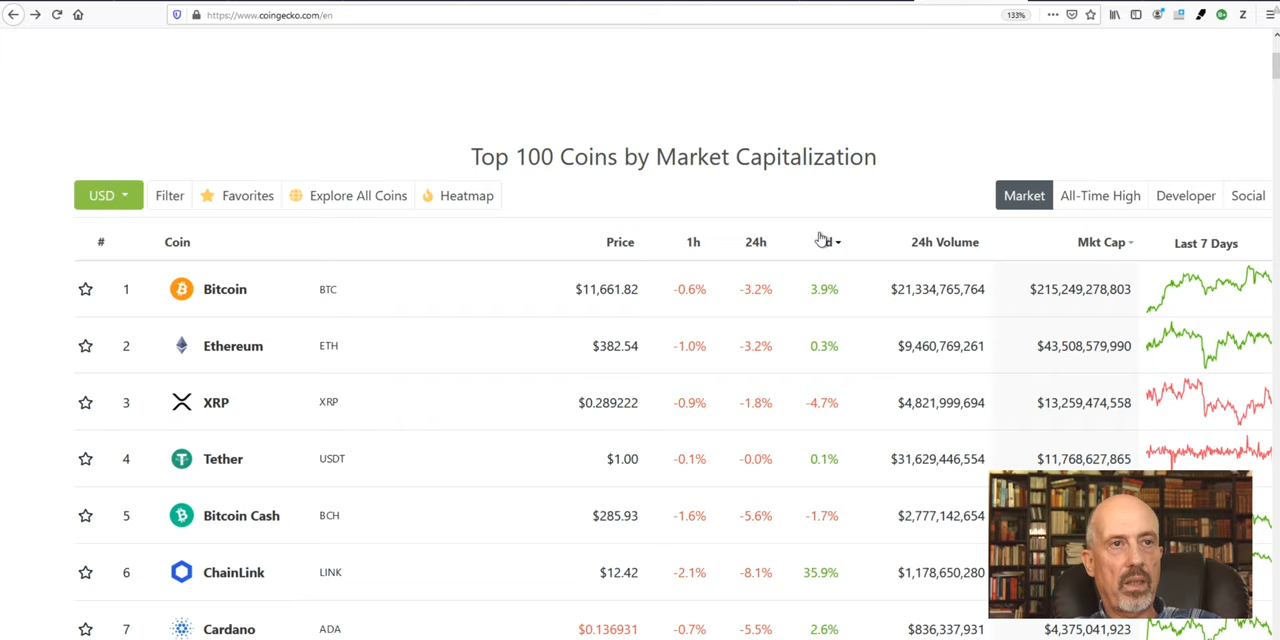 https://www.coingecko.com/en 133% Z
Top 100 Coins by Market Capitalization
USD Filter Favorites Explore All Coins Heatmap Market All-Time High Developer Social
# Coin Price 1h 24h d 24h Volume Mkt Cap Last 7 Days
1 Bitcoin BTC $11,661.82 -0.6% -3.2% 3.9% $21,334,765,764 $215,249,278,803
2 Ethereum ETH $382.54 -1.0% -3.2% 0.3% $9,460,769,261 $43,508,579,990
3 XRP XRP $0.289222 -0.9% -1.8% -4.7% $4,821,999,694 $13,259,474,558
4 Tether USDT $1.00 -0.1% -0.0% 0.1% $31,629,446,554 $11,768,627,865
5 Bitcoin Cash BCH $285.93 -1.6% -5.6% -1.7% $2,777,142,654
6 ChainLink LINK $12.42 -2.1% -8.1% 35.9% $1,178,650,280
7 Cardano ADA $0.136931 -0.7% -5.5% 2.6% $836,337,931 $4,375,041,923